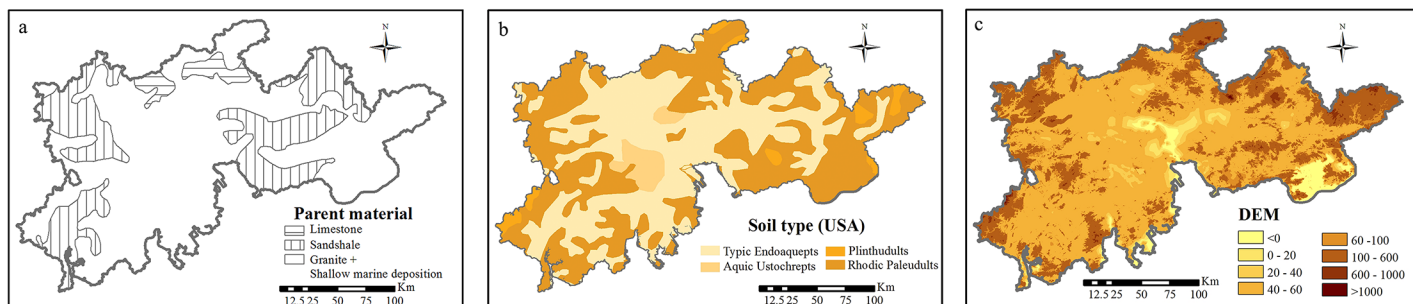 a
N
Parent material
Limestone
Sandshale
Granite +
Shallow marine deposition
Km
12.5 25 50 75 100
b
N
Soil type (USA)
Typic Endoaquepts
Plinthudults
Aquic Ustochrepts
Rhodic Paleudults
Km
12.5 25 50 75 100
c
N
DEM
<0
60 -100
0 - 20
100 - 600
20 - 40
600 - 1000
40 - 60
>1000
Km
12.5 25 50 75 100